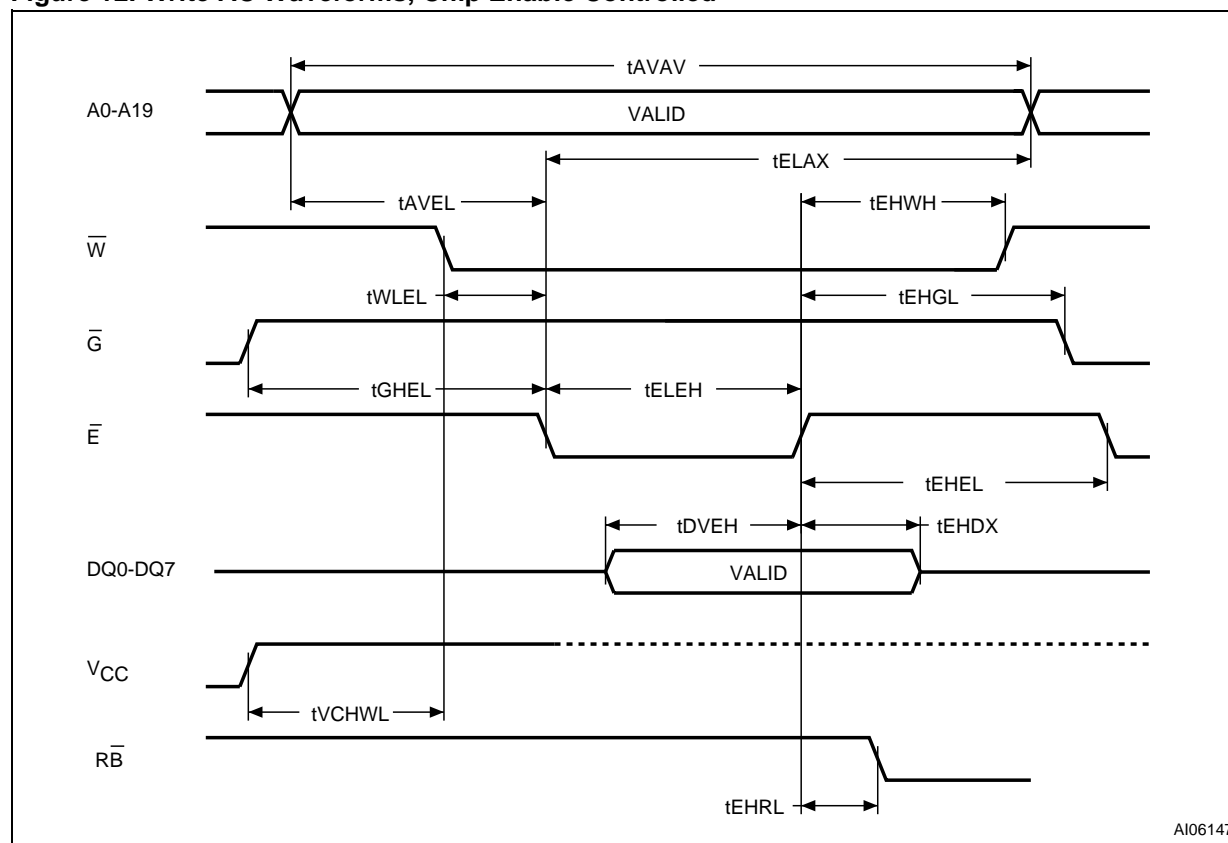 tAVAV
A0-A19
VALID
tELAX
tAVEL
tEHWH
W̅
tWLEL
tEHGL
G̅
tGHEL
tELEH
E̅
tEHEL
tDVEH
tEHDX
DQ0-DQ7
VALID
VCC
tVCHWL
RB̅
tEHRL
AI06147